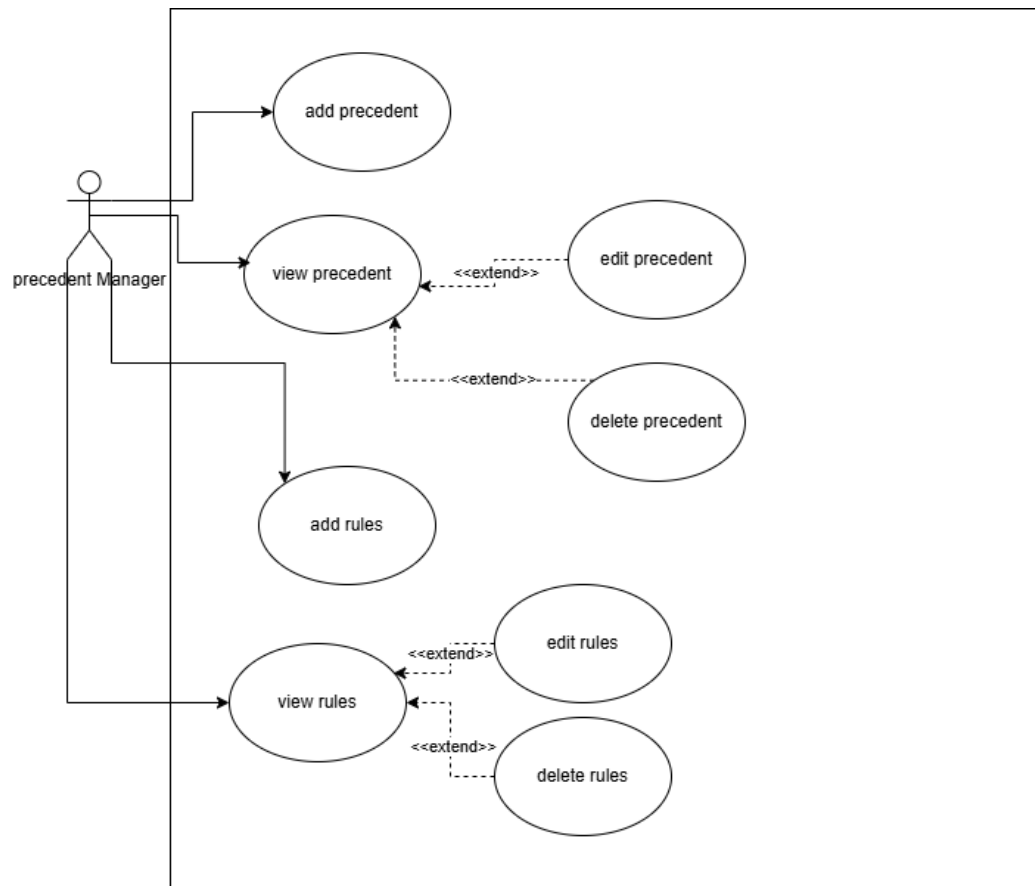 add precedent
precedent Manager
view precedent
<<extend>>
edit precedent
<<extend>>
delete precedent
add rules
edit rules
<<extend>>
view rules
<<extend>>
delete rules